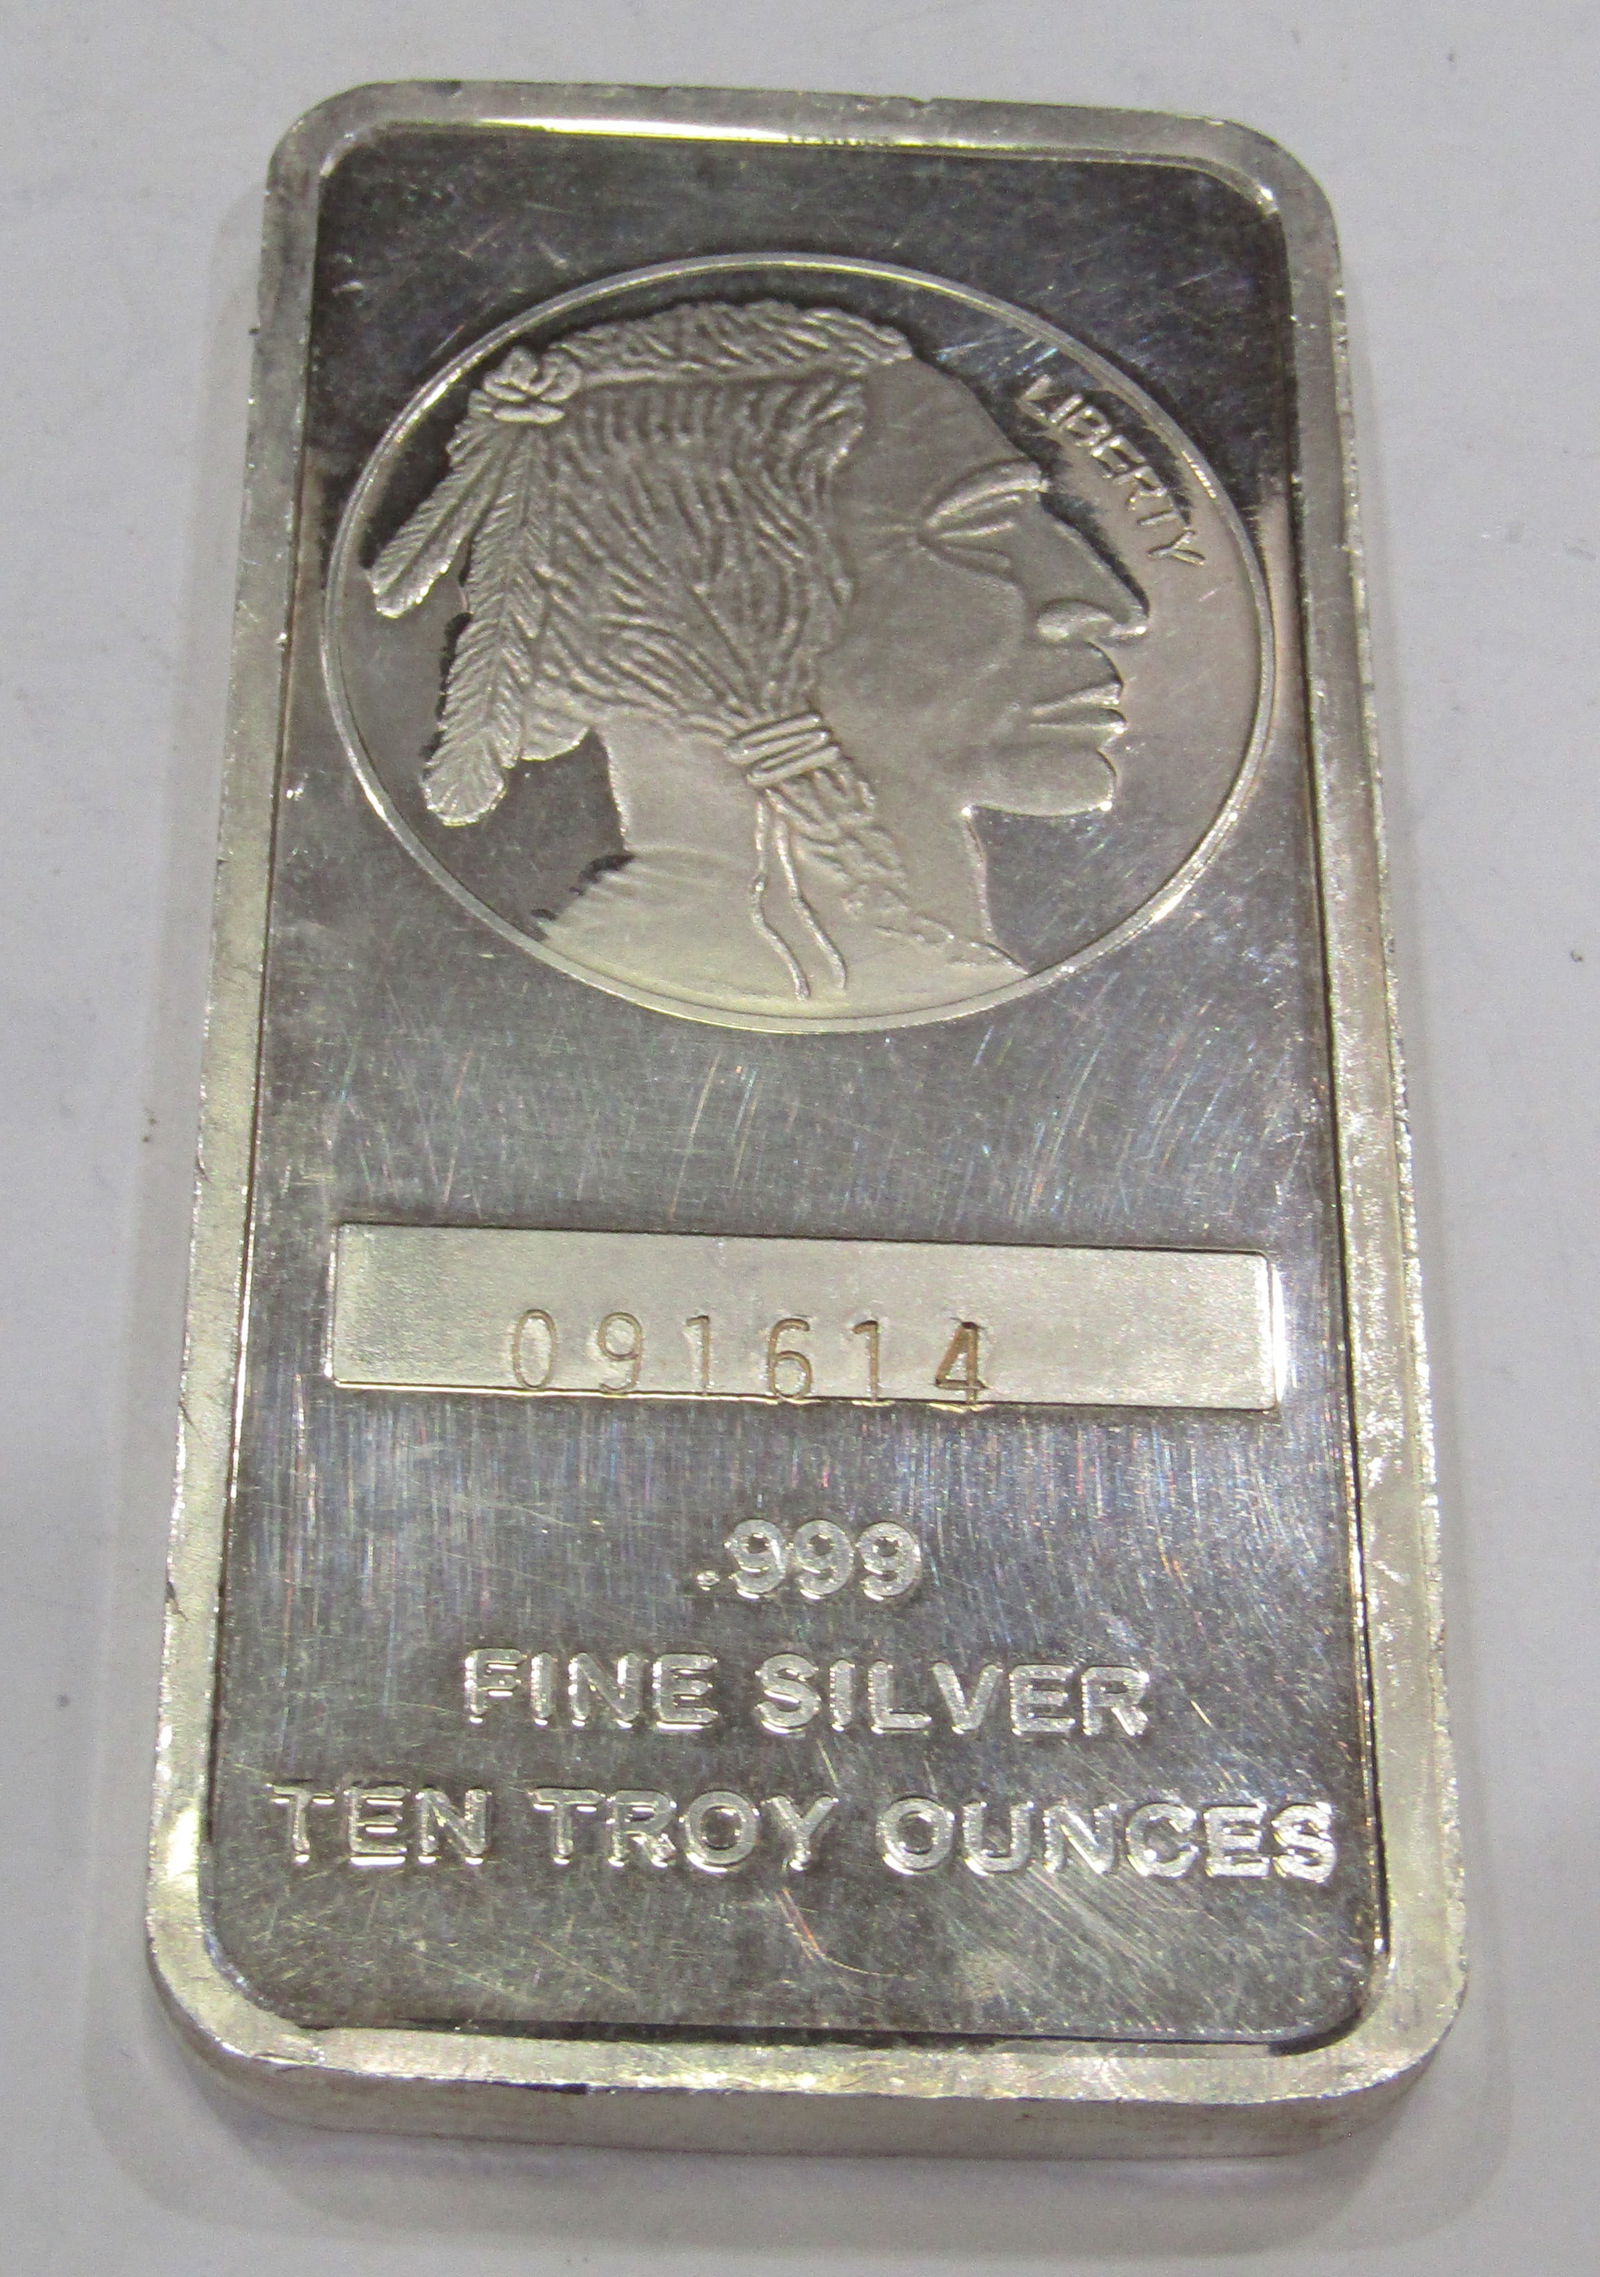 LIBERTY
091614
.999
FINE SILVER
TEN TROY OUNCES